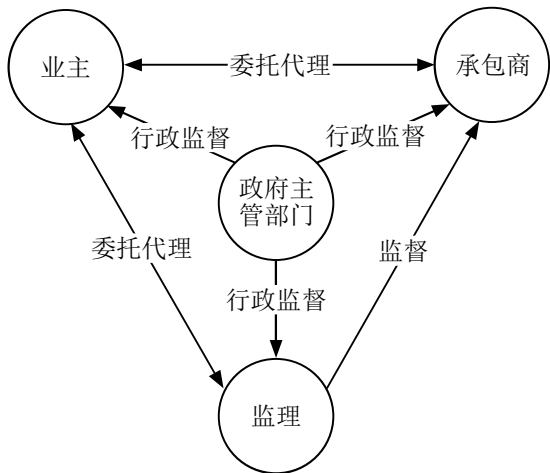 业主
委托代理
承包商
行政监督
行政监督
政府主
管部门
委托代理
监督
行政监督
监理